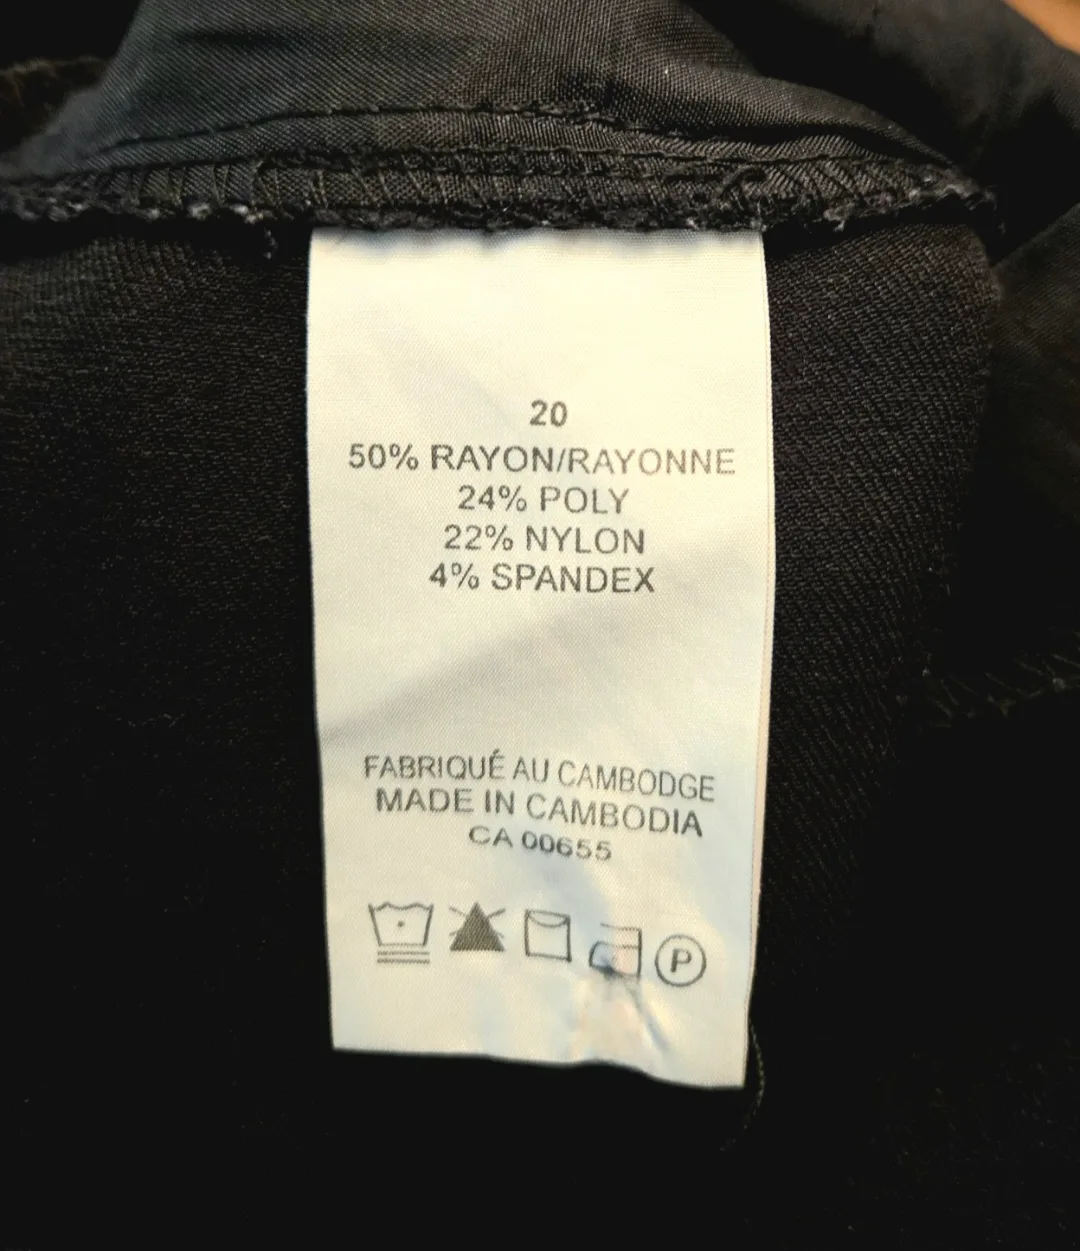 20
50% RAYON/RAYONNE
24% POLY
22% NYLON
4% SPANDEX
FABRIQUÉ AU CAMBODGE
MADE IN CAMBODIA
CA 00655
P